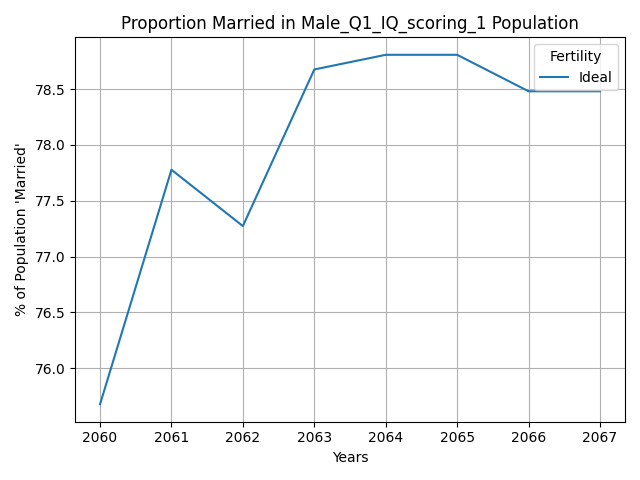 Proportion Married in Male_Q1_IQ_scoring_1 Population
Fertility
Ideal
% of Population 'Married'
78.5
78.0
77.5
77.0
76.5
76.0
2060 2061 2062 2063 2064 2065 2066 2067
Years